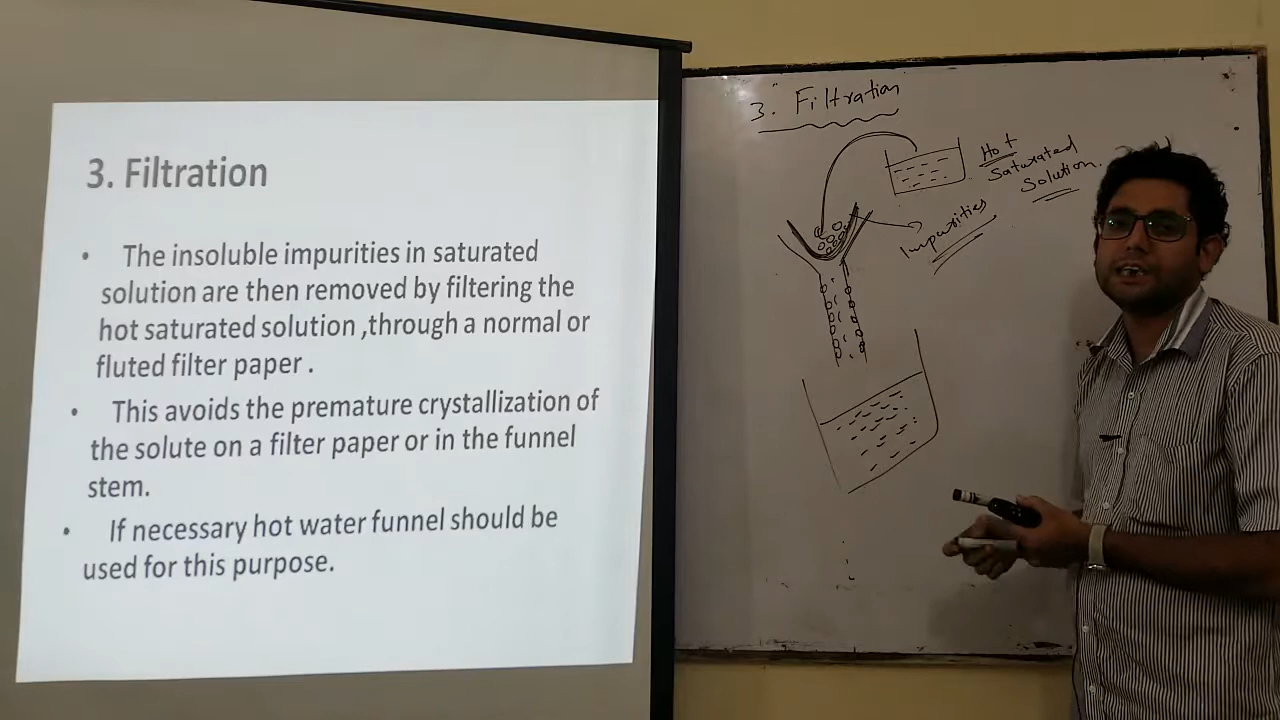 3. Filtration
• The insoluble impurities in saturated
solution are then removed by filtering the
hot saturated solution ,through a normal or
fluted filter paper .
• This avoids the premature crystallization of
the solute on a filter paper or in the funnel
stem.
• If necessary hot water funnel should be
used for this purpose.
3. Filtration
Hot
Saturated
Solution.
Impurities